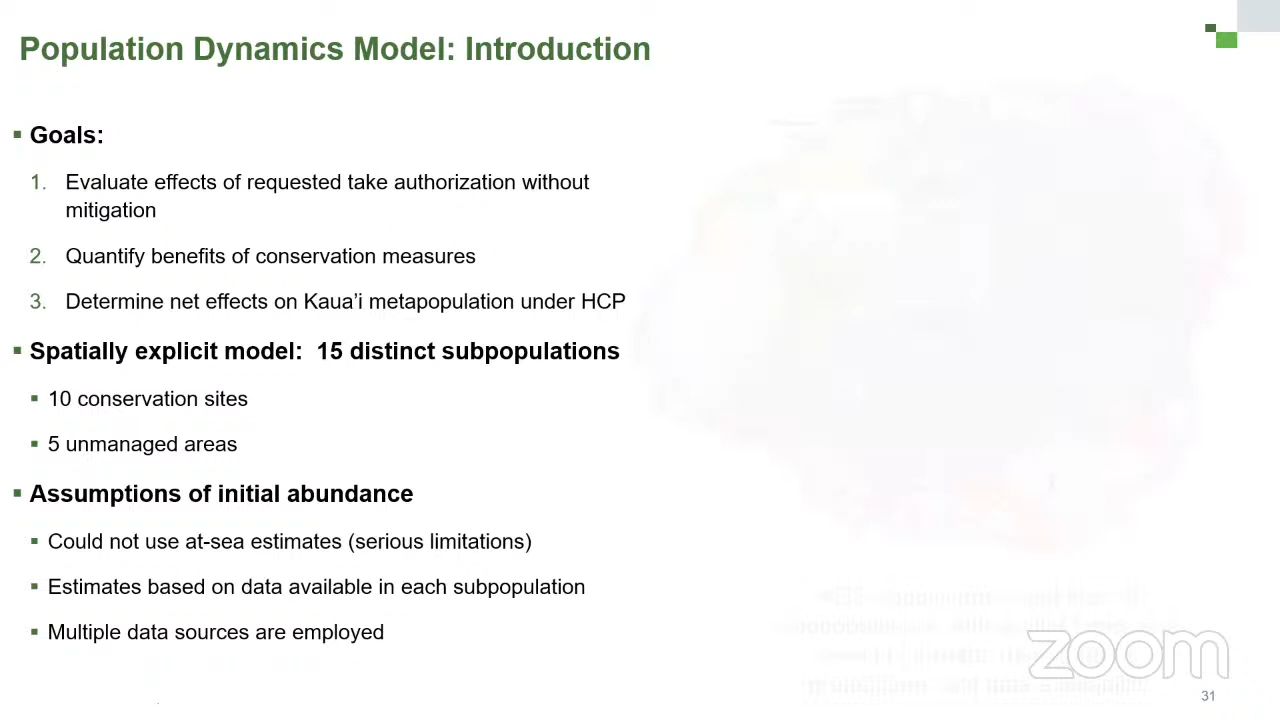 Population Dynamics Model: Introduction
▪ Goals:
1. Evaluate effects of requested take authorization without
mitigation
2. Quantify benefits of conservation measures
3. Determine net effects on Kaua’i metapopulation under HCP
▪ Spatially explicit model:  15 distinct subpopulations
▪ 10 conservation sites
▪ 5 unmanaged areas
▪ Assumptions of initial abundance
▪ Could not use at-sea estimates (serious limitations)
▪ Estimates based on data available in each subpopulation
▪ Multiple data sources are employed
zoom
31